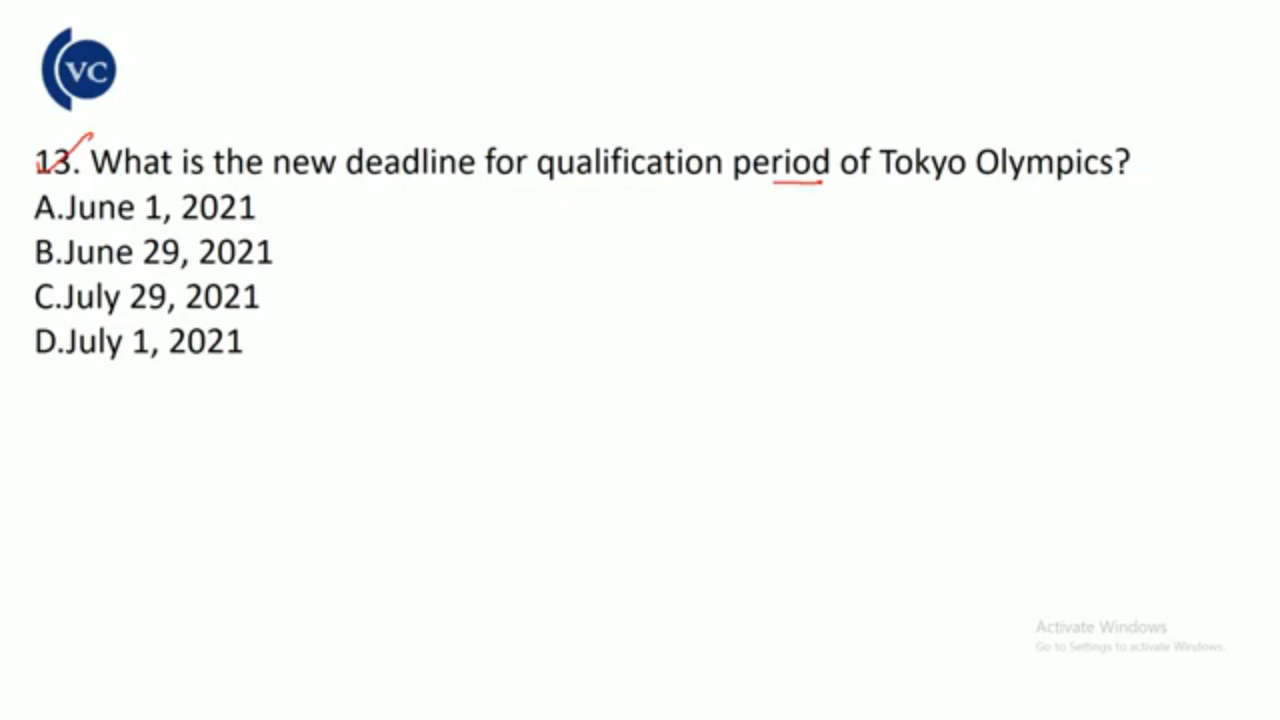 VC
13. What is the new deadline for qualification period of Tokyo Olympics?
A.June 1, 2021
B.June 29, 2021
C.July 29, 2021
D.July 1, 2021
Activate Windows
Go to Settings to activate Windows.